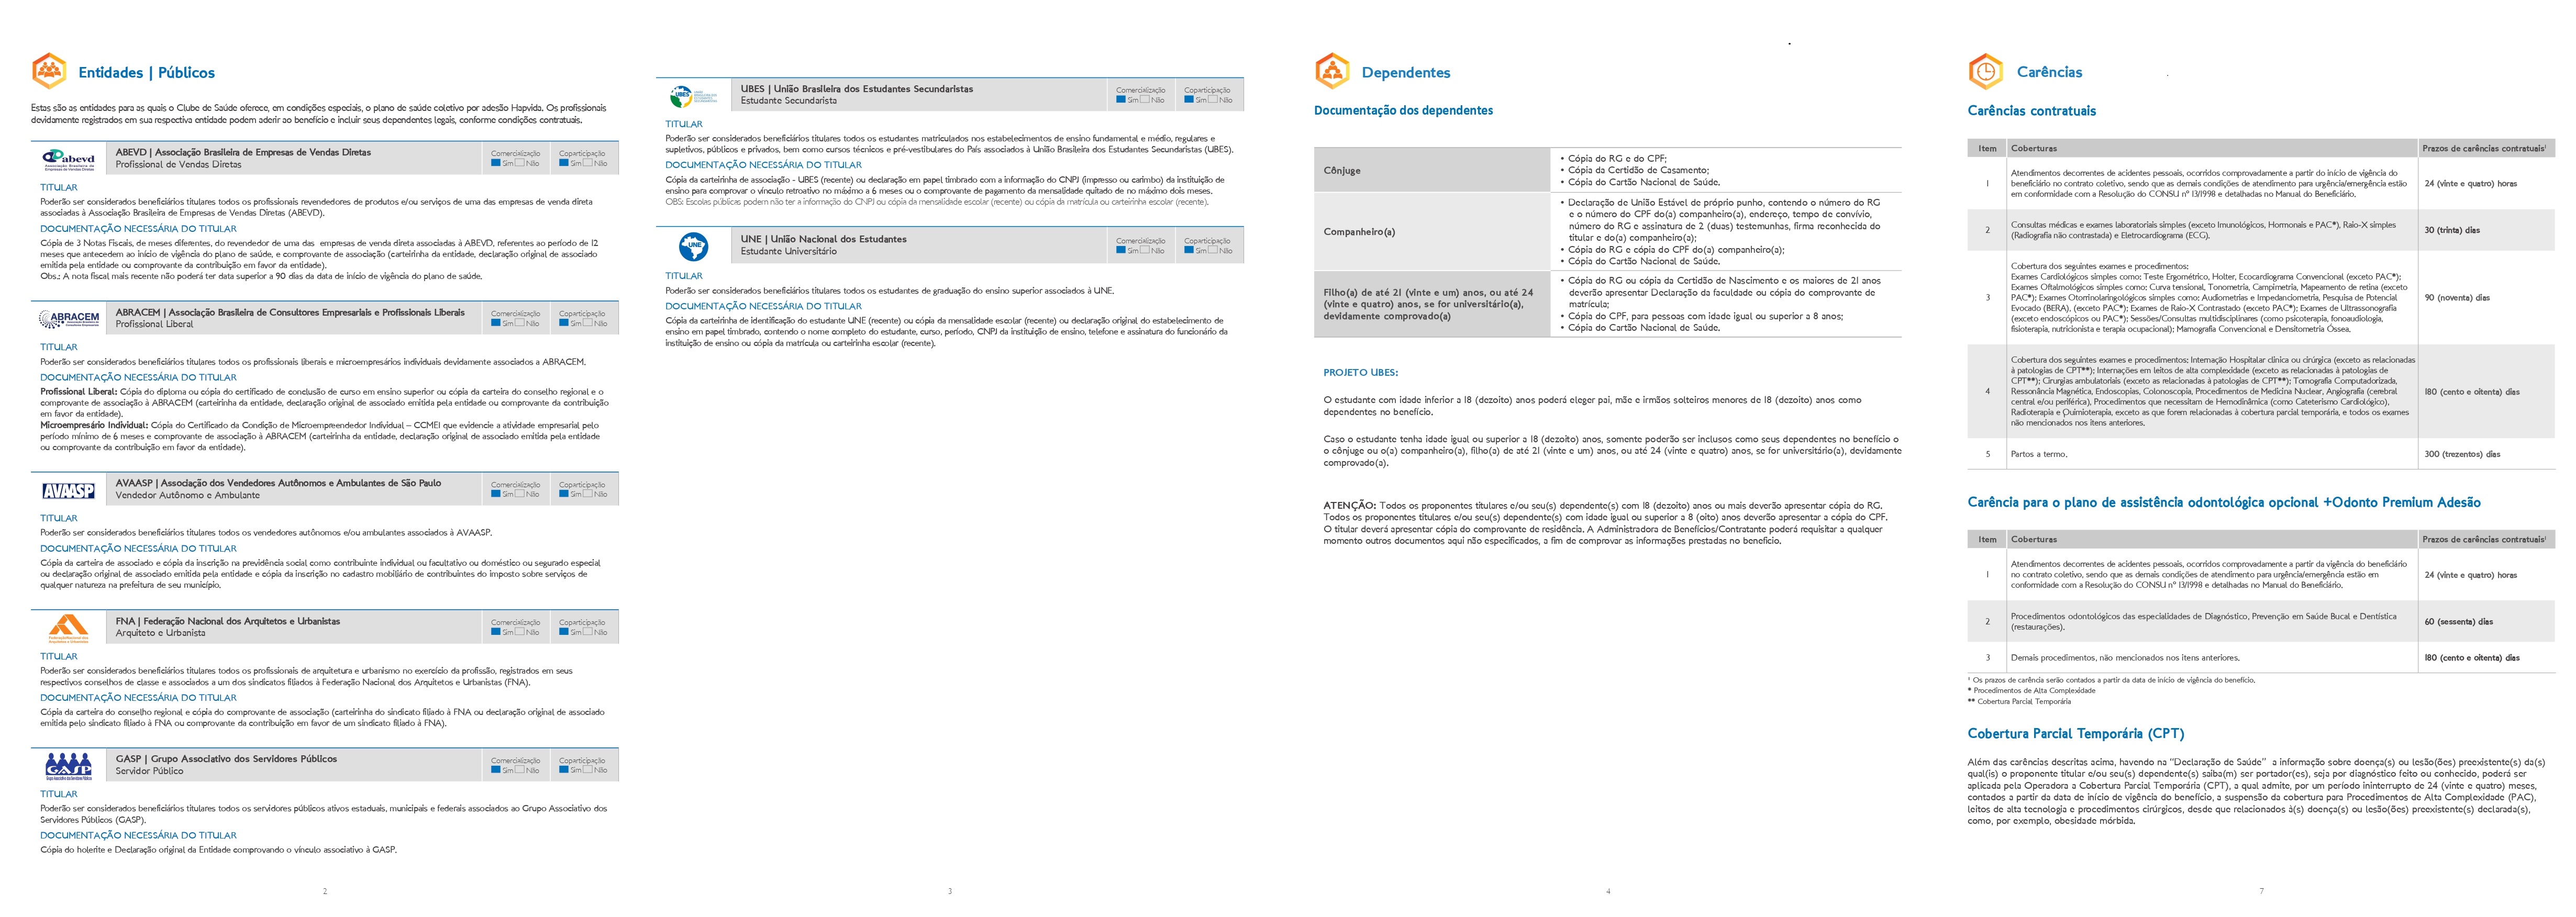 Entidades | Públicos
Estas são as entidades para as quais o Clube de Saúde oferece, em condições especiais, o plano de saúde coletivo por adesão Hapvida. Os profissionais
devidamente registrados em sua respectiva entidade podem aderir ao benefício e incluir seus dependentes legais, conforme condições contratuais.
abevd
Associação Brasileira de
Empresas de Vendas Diretas
ABEVD | Associação Brasileira de Empresas de Vendas Diretas
Profissional de Vendas Diretas
Comercialização
Sim Não
Coparticipação
Sim Não
TITULAR
Poderão ser considerados beneficiários titulares todos os profissionais revendedores de produtos e/ou serviços de uma das empresas de venda direta
associadas à Associação Brasileira de Empresas de Vendas Diretas (ABEVD).
DOCUMENTAÇÃO NECESSÁRIA DO TITULAR
Cópia de 3 Notas Fiscais, de meses diferentes, do revendedor de uma das empresas de venda direta associadas à ABEVD, referentes ao período de 12
meses que antecedem ao início de vigência do plano de saúde, e comprovante de associação (carteirinha da entidade, declaração original de associado
emitida pela entidade ou comprovante da contribuição em favor da entidade).
Obs.: A nota fiscal mais recente não poderá ter data superior a 90 dias da data de início de vigência do plano de saúde.
ABRACEM
ABRACEM | Associação Brasileira de Consultores Empresariais e Profissionais Liberais
Profissional Liberal
Comercialização
Sim Não
Coparticipação
Sim Não
TITULAR
Poderão ser considerados beneficiários titulares todos os profissionais liberais e microempresários individuais devidamente associados a ABRACEM.
DOCUMENTAÇÃO NECESSÁRIA DO TITULAR
Profissional Liberal: Cópia do diploma ou cópia do certificado de conclusão de curso em ensino superior ou cópia da carteira do conselho regional e o
comprovante de associação à ABRACEM (carteirinha da entidade, declaração original de associado emitida pela entidade ou comprovante da contribuição
em favor da entidade).
Microempresário Individual: Cópia do Certificado da Condição de Microempreendedor Individual – CCMEI que evidencie a atividade empresarial pelo
período mínimo de 6 meses e comprovante de associação à ABRACEM (carteirinha da entidade, declaração original de associado emitida pela entidade
ou comprovante da contribuição em favor da entidade).
AVAASP
AVAASP | Associação dos Vendedores Autônomos e Ambulantes de São Paulo
Vendedor Autônomo e Ambulante
Comercialização
Sim Não
Coparticipação
Sim Não
TITULAR
Poderão ser considerados beneficiários titulares todos os vendedores autônomos e/ou ambulantes associados à AVAASP.
DOCUMENTAÇÃO NECESSÁRIA DO TITULAR
Cópia da carteira de associado e cópia da inscrição na previdência social como contribuinte individual ou facultativo ou doméstico ou segurado especial
ou declaração original de associado emitida pela entidade e cópia da inscrição no cadastro mobiliário de contribuintes do imposto sobre serviços de
qualquer natureza na prefeitura de seu município.
FNA | Federação Nacional dos Arquitetos e Urbanistas
Arquiteto e Urbanista
Comercialização
Sim Não
Coparticipação
Sim Não
TITULAR
Poderão ser considerados beneficiários titulares todos os profissionais de arquitetura e urbanismo no exercício da profissão, registrados em seus
respectivos conselhos de classe e associados a um dos sindicatos filiados à Federação Nacional dos Arquitetos e Urbanistas (FNA).
DOCUMENTAÇÃO NECESSÁRIA DO TITULAR
Cópia da carteira do conselho regional e cópia do comprovante de associação (carteirinha do sindicato filiado à FNA ou declaração original de associado
emitida pelo sindicato filiado à FNA ou comprovante da contribuição em favor de um sindicato filiado à FNA).
GASP
GASP | Grupo Associativo dos Servidores Públicos
Servidor Público
Comercialização
Sim Não
Coparticipação
Sim Não
TITULAR
Poderão ser considerados beneficiários titulares todos os servidores públicos ativos estaduais, municipais e federais associados ao Grupo Associativo dos
Servidores Públicos (GASP).
DOCUMENTAÇÃO NECESSÁRIA DO TITULAR
Cópia do holerite e Declaração original da Entidade comprovando o vínculo associativo à GASP.
2
UBES
UBES | União Brasileira dos Estudantes Secundaristas
Estudante Secundarista
Comercialização
Sim Não
Coparticipação
Sim Não
TITULAR
Poderão ser considerados beneficiários titulares todos os estudantes matriculados nos estabelecimentos de ensino fundamental e médio, regulares e
supletivos, públicos e privados, bem como cursos técnicos e pré-vestibulares do País associados à União Brasileira dos Estudantes Secundaristas (UBES).
DOCUMENTAÇÃO NECESSÁRIA DO TITULAR
Cópia da carteirinha de associação - UBES (recente) ou declaração em papel timbrado com a informação do CNPJ (impresso ou carimbo) da instituição de
ensino para comprovar o vínculo retroativo no máximo a 6 meses ou o comprovante de pagamento da mensalidade quitado de no máximo dois meses.
OBS: Escolas públicas podem não ter a informação do CNPJ ou cópia da mensalidade escolar (recente) ou cópia da matrícula ou carteirinha escolar (recente).
UNE
UNE | União Nacional dos Estudantes
Estudante Universitário
Comercialização
Sim Não
Coparticipação
Sim Não
TITULAR
Poderão ser considerados beneficiários titulares todos os estudantes de graduação do ensino superior associados à UNE.
DOCUMENTAÇÃO NECESSÁRIA DO TITULAR
Cópia da carteirinha de identificação do estudante UNE (recente) ou cópia da mensalidade escolar (recente) ou declaração original do estabelecimento de
ensino em papel timbrado, contendo o nome completo do estudante, curso, período, CNPJ da instituição de ensino, telefone e assinatura do funcionário da
instituição de ensino ou cópia da matrícula ou carteirinha escolar (recente).
3
Dependentes
Documentação dos dependentes
Cônjuge
• Cópia do RG e do CPF;
• Cópia da Certidão de Casamento;
• Cópia do Cartão Nacional de Saúde.
Companheiro(a)
• Declaração de União Estável de próprio punho, contendo o número do RG
e o número do CPF do(a) companheiro(a), endereço, tempo de convívio,
número do RG e assinatura de 2 (duas) testemunhas, firma reconhecida do
titular e do(a) companheiro(a);
• Cópia do RG e cópia do CPF do(a) companheiro(a);
• Cópia do Cartão Nacional de Saúde.
Filho(a) de até 21 (vinte e um) anos, ou até 24
(vinte e quatro) anos, se for universitário(a),
devidamente comprovado(a)
• Cópia do RG ou cópia da Certidão de Nascimento e os maiores de 21 anos
deverão apresentar Declaração da faculdade ou cópia do comprovante de
matrícula;
• Cópia do CPF, para pessoas com idade igual ou superior a 8 anos;
• Cópia do Cartão Nacional de Saúde.
PROJETO UBES:
O estudante com idade inferior a 18 (dezoito) anos poderá eleger pai, mãe e irmãos solteiros menores de 18 (dezoito) anos como
dependentes no benefício.
Caso o estudante tenha idade igual ou superior a 18 (dezoito) anos, somente poderão ser inclusos como seus dependentes no benefício o
o cônjuge ou o(a) companheiro(a), filho(a) de até 21 (vinte e um) anos, ou até 24 (vinte e quatro) anos, se for universitário(a), devidamente
comprovado(a).
ATENÇÃO: Todos os proponentes titulares e/ou seu(s) dependente(s) com 18 (dezoito) anos ou mais deverão apresentar cópia do RG.
Todos os proponentes titulares e/ou seu(s) dependente(s) com idade igual ou superior a 8 (oito) anos deverão apresentar a cópia do CPF.
O titular deverá apresentar cópia do comprovante de residência. A Administradora de Benefícios/Contratante poderá requisitar a qualquer
momento outros documentos aqui não especificados, a fim de comprovar as informações prestadas no benefício.
4
Carências
Carências contratuais
Item Coberturas Prazos de carências contratuais¹
1 Atendimentos decorrentes de acidentes pessoais, ocorridos comprovadamente a partir do início de vigência do
beneficiário no contrato coletivo, sendo que as demais condições de atendimento para urgência/emergência estão
em conformidade com a Resolução do CONSU nº 13/1998 e detalhadas no Manual do Beneficiário.
24 (vinte e quatro) horas
2 Consultas médicas e exames laboratoriais simples (exceto Imunológicos, Hormonais e PAC*), Raio-X simples
(Radiografia não contrastada) e Eletrocardiograma (ECG).
30 (trinta) dias
3 Cobertura dos seguintes exames e procedimentos:
Exames Cardiológicos simples como: Teste Ergométrico, Holter, Ecocardiograma Convencional (exceto PAC*);
Exames Oftalmológicos simples como: Curva tensional, Tonometria, Campimetria, Mapeamento de retina (exceto
PAC*); Exames Otorrinolaringológicos simples como: Audiometrias e Impedanciometria, Pesquisa de Potencial
Evocado (BERA), (exceto PAC*); Exames de Raio-X Contrastado (exceto PAC*); Exames de Ultrassonografia
(exceto endoscópicos ou PAC*); Sessões/Consultas multidisciplinares (como psicoterapia, fonoaudiologia,
fisioterapia, nutricionista e terapia ocupacional); Mamografia Convencional e Densitometria Óssea.
90 (noventa) dias
4 Cobertura dos seguintes exames e procedimentos: Internação Hospitalar clínica ou cirúrgica (exceto as relacionadas
à patologias de CPT**); Internações em leitos de alta complexidade (exceto as relacionadas à patologias de
CPT**); Cirurgias ambulatoriais (exceto as relacionadas à patologias de CPT**); Tomografia Computadorizada,
Ressonância Magnética, Endoscopias, Colonoscopia, Procedimentos de Medicina Nuclear, Angiografia (cerebral
central e/ou periférica), Procedimentos que necessitam de Hemodinâmica (como Cateterismo Cardiológico),
Radioterapia e Quimioterapia, exceto as que forem relacionadas à cobertura parcial temporária, e todos os exames
não mencionados nos itens anteriores.
180 (cento e oitenta) dias
5 Partos a termo.
300 (trezentos) dias
Carência para o plano de assistência odontológica opcional +Odonto Premium Adesão
Item Coberturas Prazos de carências contratuais¹
1 Atendimentos decorrentes de acidentes pessoais, ocorridos comprovadamente a partir da vigência do beneficiário
no contrato coletivo, sendo que as demais condições de atendimento para urgência/emergência estão em
conformidade com a Resolução do CONSU nº 13/1998 e detalhadas no Manual do Beneficiário.
24 (vinte e quatro) horas
2 Procedimentos odontológicos das especialidades de Diagnóstico, Prevenção em Saúde Bucal e Dentística
(restaurações).
60 (sessenta) dias
3 Demais procedimentos, não mencionados nos itens anteriores.
180 (cento e oitenta) dias
¹ Os prazos de carência serão contados a partir da data de início de vigência do benefício.
* Procedimentos de Alta Complexidade
** Cobertura Parcial Temporária
Cobertura Parcial Temporária (CPT)
Além das carências descritas acima, havendo na “Declaração de Saúde” a informação sobre doença(s) ou lesão(ões) preexistente(s) da(s)
qual(is) o proponente titular e/ou seu(s) dependente(s) saiba(m) ser portador(es), seja por diagnóstico feito ou conhecido, poderá ser
aplicada pela Operadora a Cobertura Parcial Temporária (CPT), a qual admite, por um período ininterrupto de 24 (vinte e quatro) meses,
contados a partir da data de início de vigência do benefício, a suspensão da cobertura para Procedimentos de Alta Complexidade (PAC),
leitos de alta tecnologia e procedimentos cirúrgicos, desde que relacionados à(s) doença(s) ou lesão(ões) preexistente(s) declarada(s),
como, por exemplo, obesidade mórbida.
7